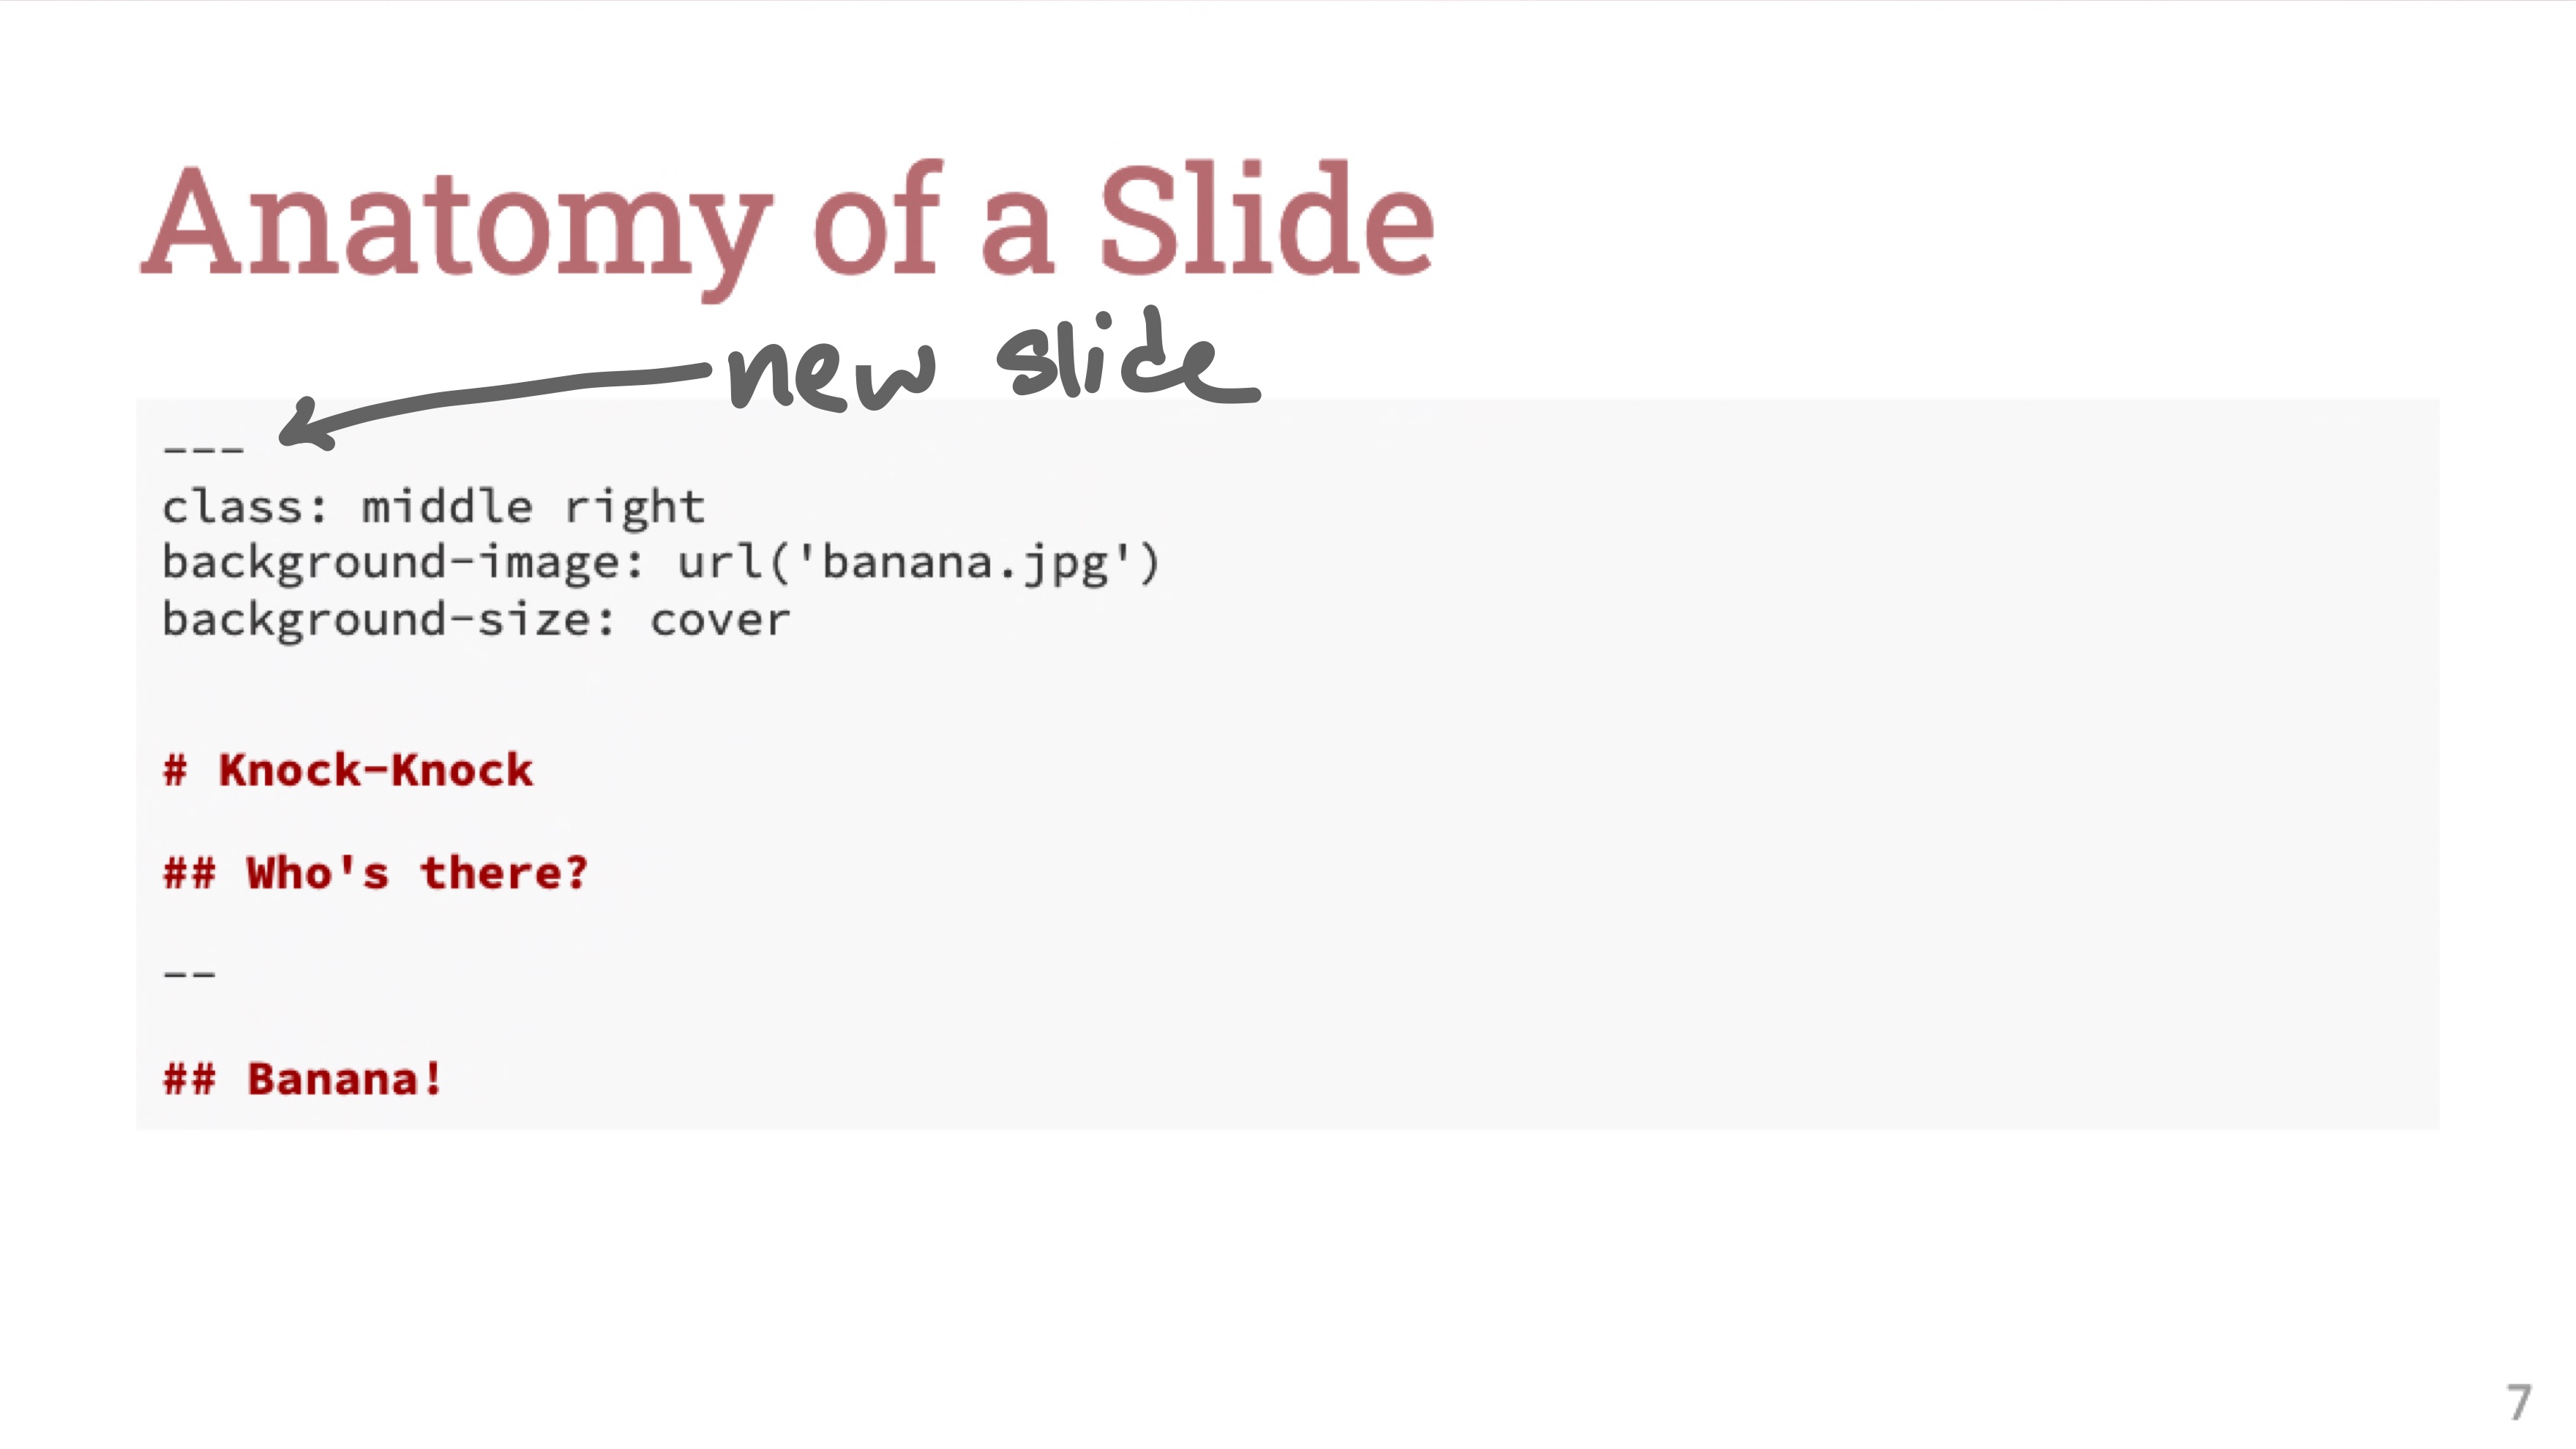 Anatomy of a Slide
new slide
---
class: middle right
background-image: url('banana.jpg')
background-size: cover
# Knock-Knock
## Who's there?
--
## Banana!
7